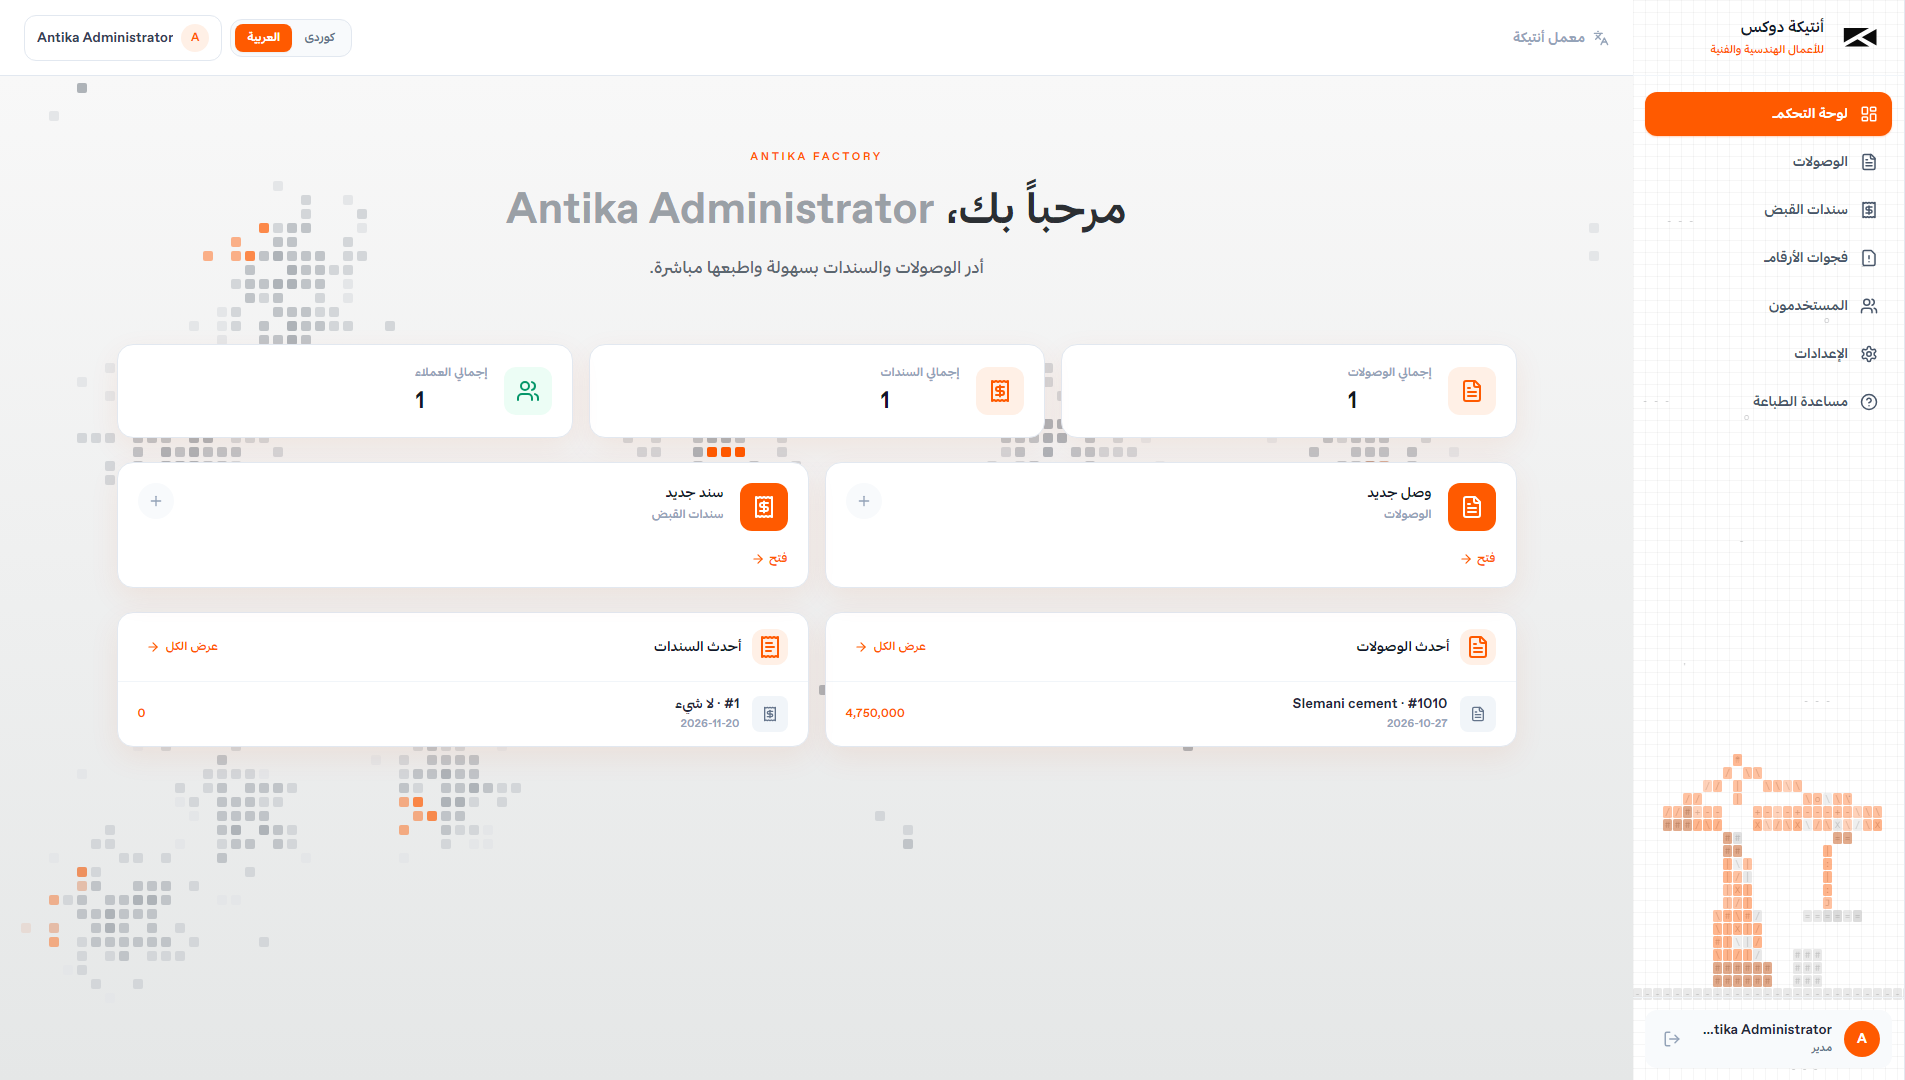 أنتيكة دوكس
للأعمال الهندسية والفنية
لوحة التحكم
الوصولات
سندات القبض
فجوات الأرقام
المستخدمون
الإعدادات
مساعدة الطباعة
...tika Administrator
مدير
A
معمل أنتيكة
كوردی
العربية
A
Antika Administrator
ANTIKA FACTORY
مرحباً بك، Antika Administrator
أدر الوصولات والسندات بسهولة واطبعها مباشرة.
إجمالي الوصولات
1
إجمالي السندات
1
إجمالي العملاء
1
وصل جديد
الوصولات
فتح
سند جديد
سندات القبض
فتح
أحدث الوصولات
عرض الكل
Slemani cement · #1010
2026-10-27
4,750,000
أحدث السندات
عرض الكل
#1 · لا شيء
2026-11-20
0